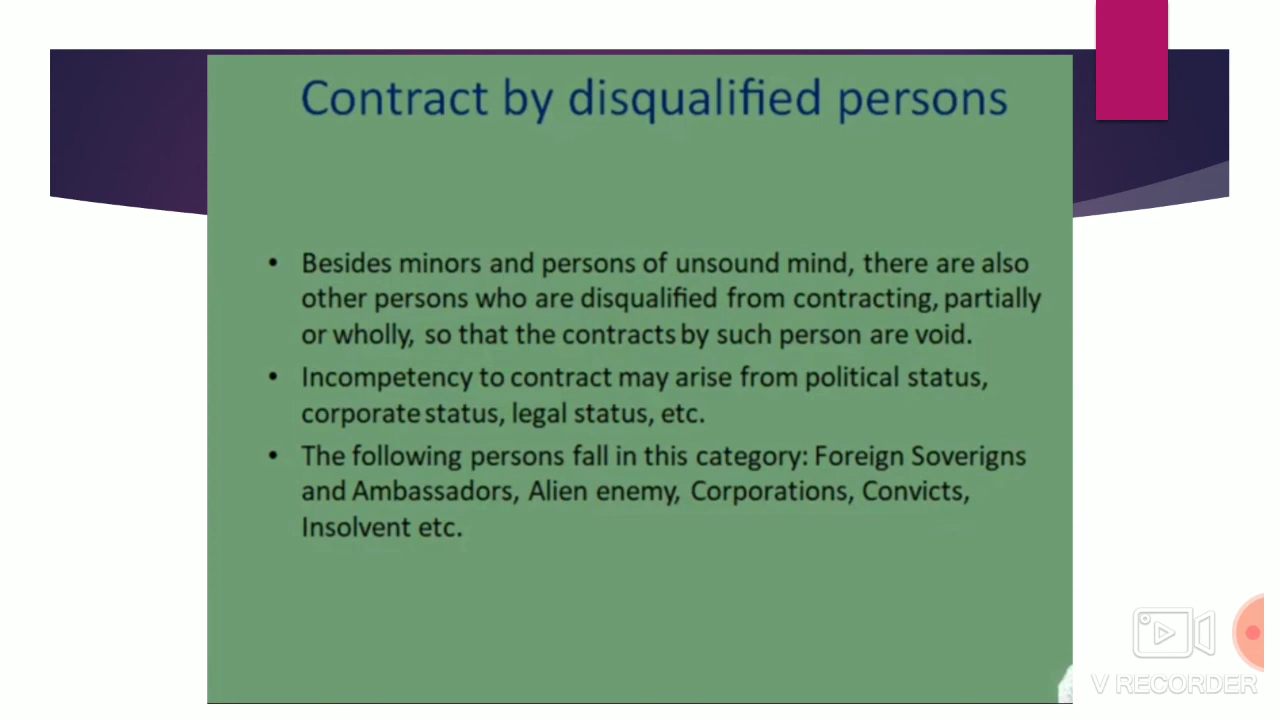 Contract by disqualified persons
• Besides minors and persons of unsound mind, there are also
other persons who are disqualified from contracting, partially
or wholly, so that the contracts by such person are void.
• Incompetency to contract may arise from political status,
corporate status, legal status, etc.
• The following persons fall in this category: Foreign Soverigns
and Ambassadors, Alien enemy, Corporations, Convicts,
Insolvent etc.
V RECORDER